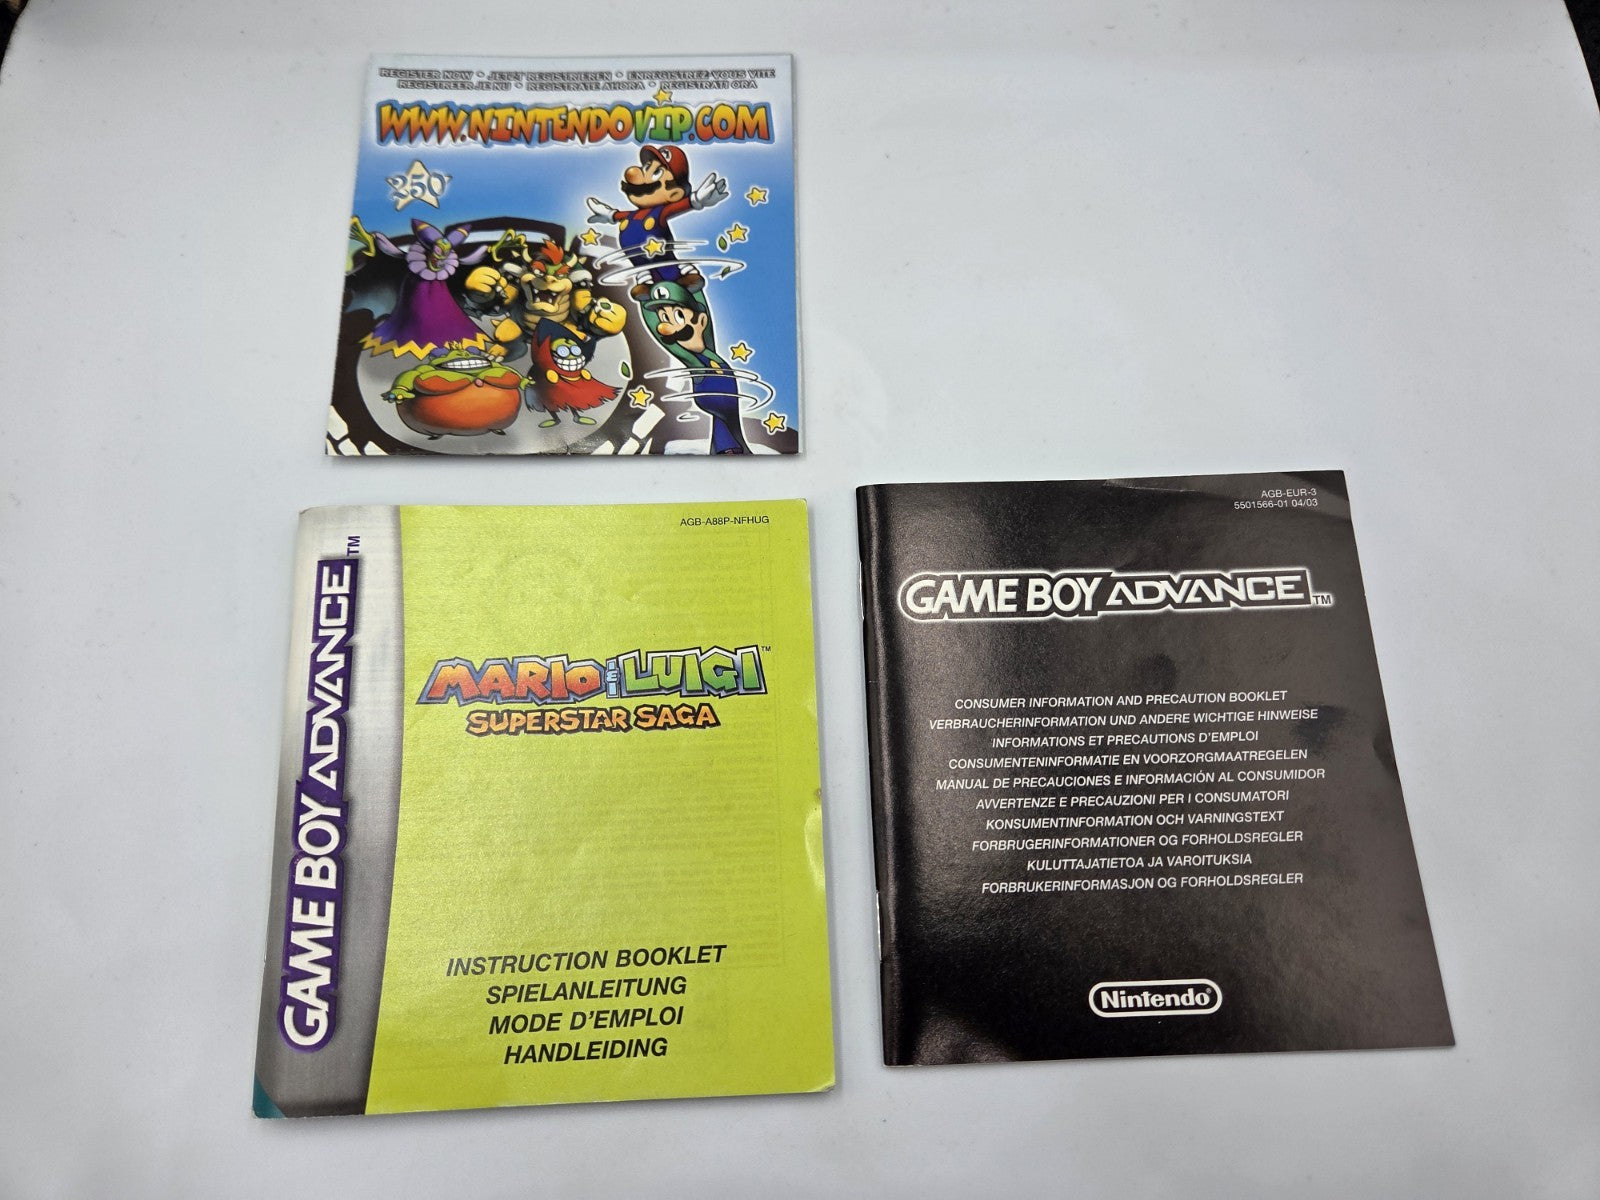 REGISTER NOW * JETZT REGISTRIEREN * ENREGISTREZ VOUS VITE
REGISTREER JE NU * REGISTRATE AHORA * REGISTRATI ORA
WWW.NINTENDOVIP.COM
250
L
GAME BOY ADVANCE™
AGB-A88P-NFHUG
MARIO & LUIGI™
SUPERSTAR SAGA
INSTRUCTION BOOKLET
SPIELANLEITUNG
MODE D'EMPLOI
HANDLEIDING
AGB-EUR-3
5501566-01 04/03
GAME BOY ADVANCE™
CONSUMER INFORMATION AND PRECAUTION BOOKLET
VERBRAUCHERINFORMATION UND ANDERE WICHTIGE HINWEISE
INFORMATIONS ET PRECAUTIONS D'EMPLOI
CONSUMENTENINFORMATIE EN VOORZORGMAATREGELEN
MANUAL DE PRECAUCIONES E INFORMACIÓN AL CONSUMIDOR
AVVERTENZE E PRECAUZIONI PER I CONSUMATORI
KONSUMENTINFORMATION OCH VARNINGSTEXT
FORBRUGERINFORMATIONER OG FORHOLDSREGLER
KULUTTAJATIETOA JA VAROITUKSIA
FORBRUKERINFORMASJON OG FORHOLDSREGLER
Nintendo